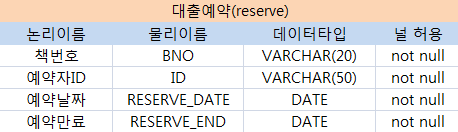 대출예약(reserve)
논리이름 물리이름 데이터타입 널 허용
책번호 BNO VARCHAR(20) not null
예약자ID ID VARCHAR(50) not null
예약날짜 RESERVE_DATE DATE not null
예약만료 RESERVE_END DATE not null